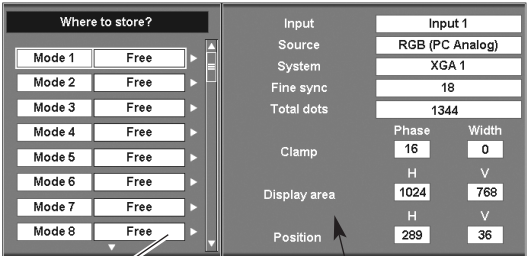 Where to store?
Mode 1 Free
Mode 2 Free
Mode 3 Free
Mode 4 Free
Mode 5 Free
Mode 6 Free
Mode 7 Free
Mode 8 Free
Input Input 1
Source RGB (PC Analog)
System XGA 1
Fine sync 18
Total dots 1344
Phase Width
Clamp 16 0
H V
Display area 1024 768
H V
Position 289 36